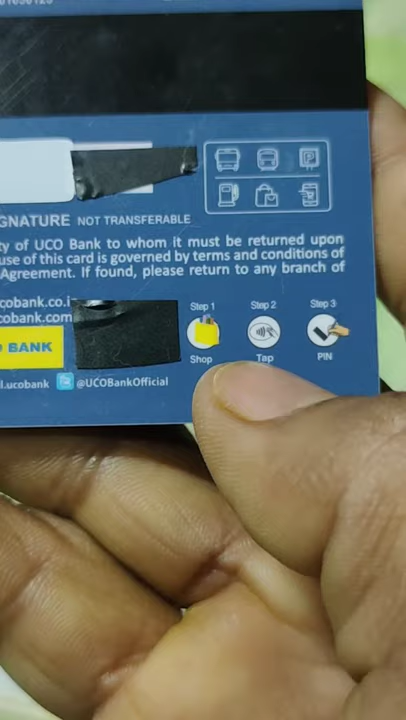 GNATURE NOT TRANSFERABLE
ty of UCO Bank to whom it must be returned upon
use of this card is governed by terms and conditions of
Agreement. If found, please return to any branch of
cobank.co.i
cobank.com
BANK
l.ucobank @UCOBankOfficial
Step 1 Step 2 Step 3
Shop Tap PIN